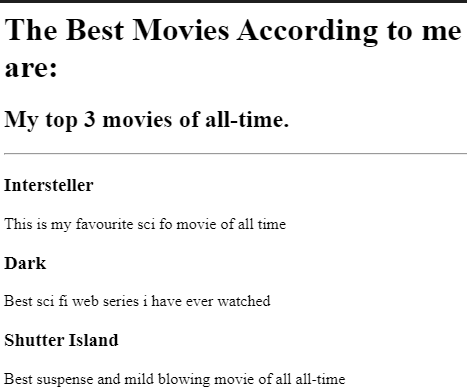 The Best Movies According to me
are:
My top 3 movies of all-time.
Intersteller
This is my favourite sci fo movie of all time
Dark
Best sci fi web series i have ever watched
Shutter Island
Best suspense and mild blowing movie of all all-time